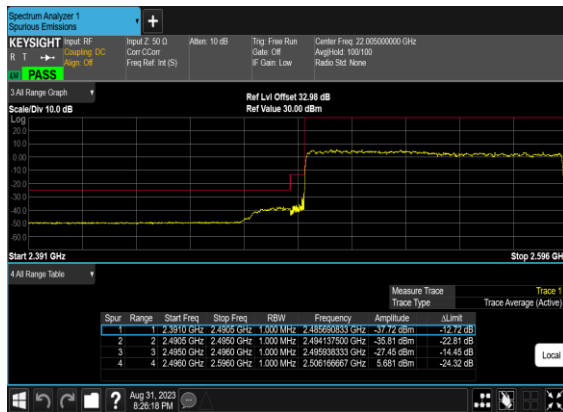 Spectrum Analyzer 1
Spurious Emissions
KEYSIGHT Input: RF Input Z: 50 Ω Atten: 10 dB Trig: Free Run Center Freq: 22.005000000 GHz
R T Coupling: DC Corr CCorr Gate: Off Avg|Hold: 100/100
Align: Off Freq Ref: Int (S) IF Gain: Low Radio Std: None
PASS
3 All Range Graph
Ref Lvl Offset 32.98 dB
Scale/Div 10.0 dB Ref Value 30.00 dBm
Log
20.0
10.0
0.00
-10.0
-20.0
-30.0
-40.0
-50.0
-60.0
Start 2.391 GHz Stop 2.596 GH
4 All Range Table
Measure Trace Trace 1
Trace Type Trace Average (Active)
Spur Range Start Freq Stop Freq RBW Frequency Amplitude ΔLimit
1 1 2.3910 GHz 2.4905 GHz 1.000 MHz 2.485690833 GHz -37.72 dBm -12.72 dB
2 2 2.4905 GHz 2.4950 GHz 1.000 MHz 2.494137500 GHz -35.81 dBm -22.81 dB
3 3 2.4950 GHz 2.4960 GHz 1.000 MHz 2.495938333 GHz -27.45 dBm -14.45 dB
4 4 2.4960 GHz 2.5960 GHz 1.000 MHz 2.506166667 GHz 5.681 dBm -24.32 dB
Local
Aug 31, 2023
8:26:18 PM